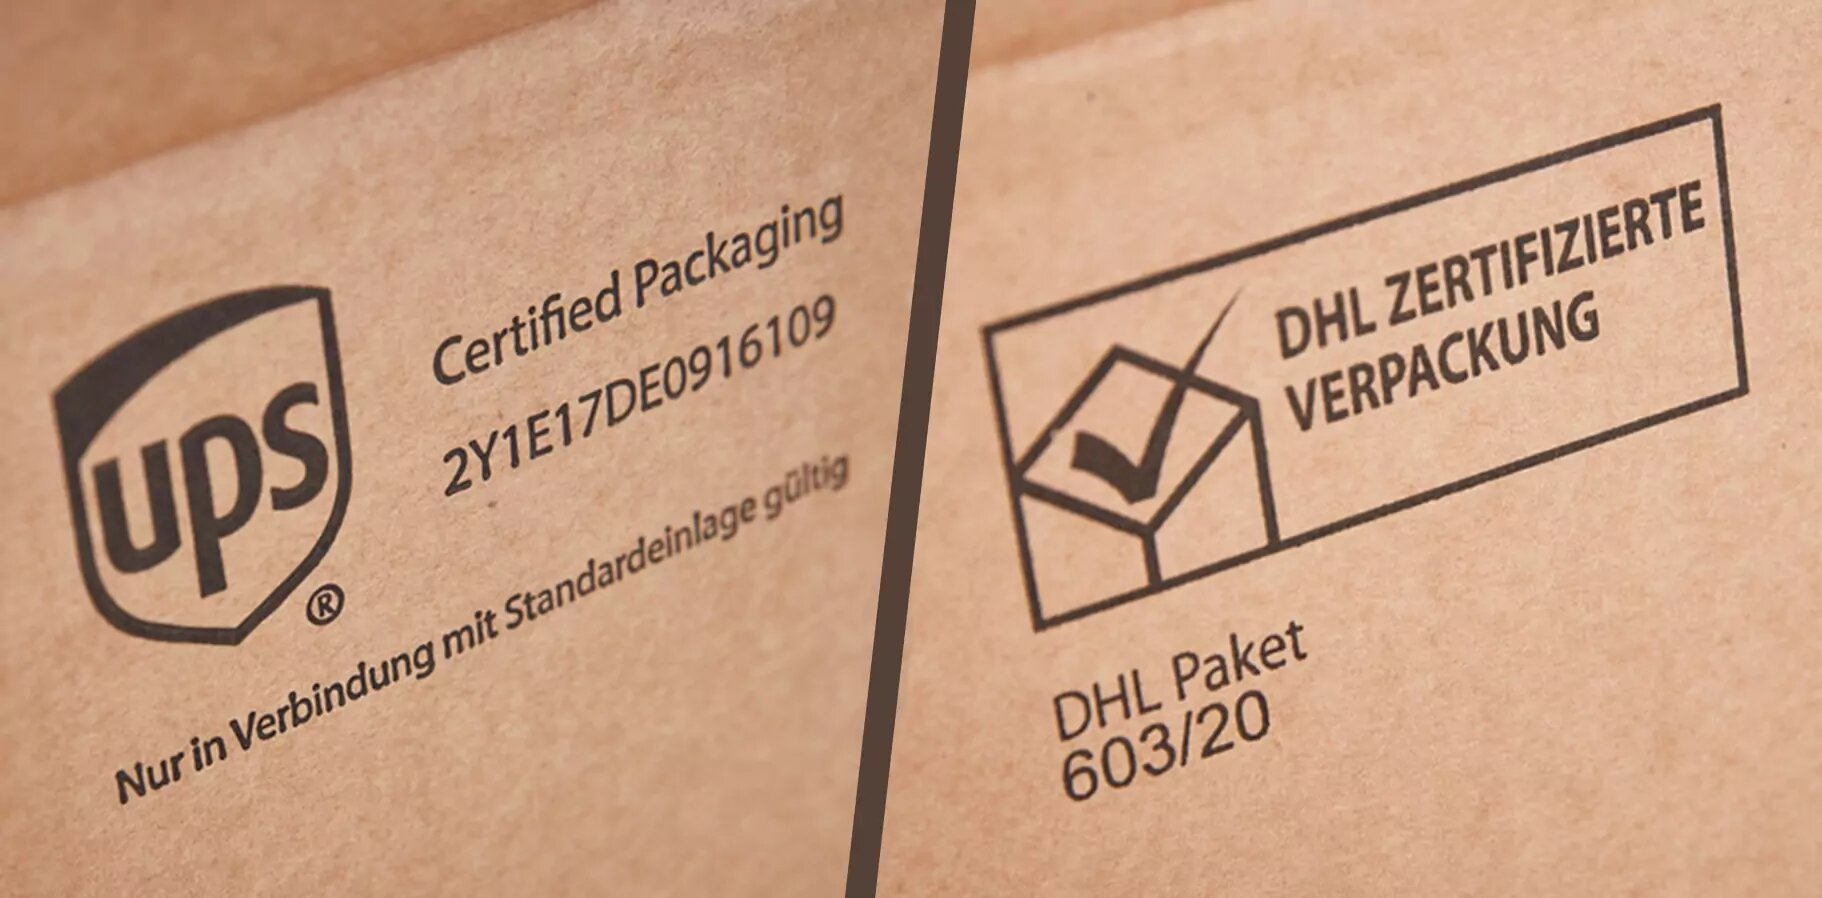 ups
®
Certified Packaging
2Y1E17DE0916109
Nur in Verbindung mit Standardeinlage gültig
DHL ZERTIFIZIERTE
VERPACKUNG
DHL Paket
603/20